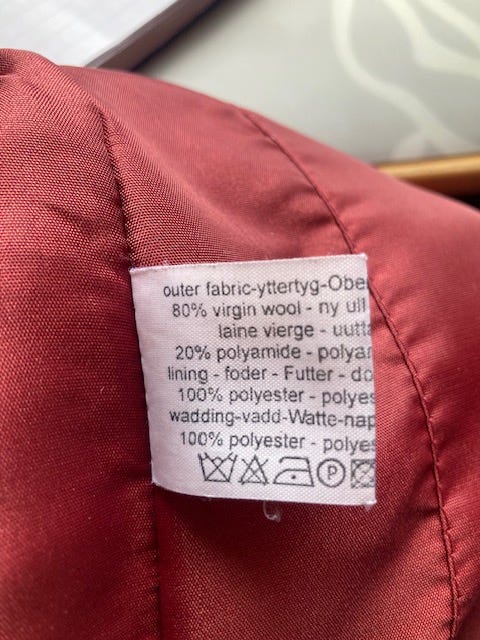 outer fabric-yttertyg-Obe
80% virgin wool - ny ull
laine vierge - uutta
20% polyamide - polyar
lining - foder - Futter - do
100% polyester - polyes
wadding-vadd-Watte-nap
100% polyester - polyes
P